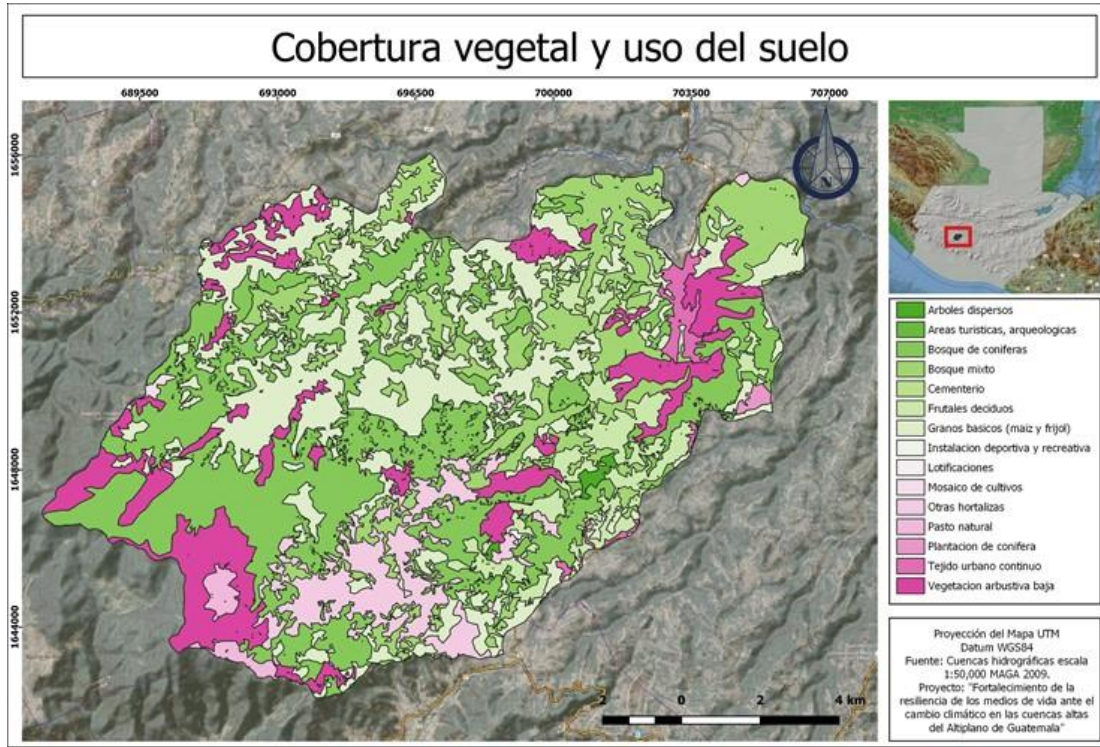 Cobertura vegetal y uso del suelo
689500 693000 696500 700000 703500 707000
1656000
1652000
1648000
1644000
Arboles dispersos
Areas turisticas, arqueologicas
Bosque de coniferas
Bosque mixto
Cementerio
Frutales deciduos
Granos basicos (maiz y frijol)
Instalacion deportiva y recreativa
Lotificaciones
Mosaico de cultivos
Otras hortalizas
Pasto natural
Plantacion de conifera
Tejido urbano continuo
Vegetacion arbustiva baja
2 0 2 4 km
Proyección del Mapa UTM
Datum WGS84
Fuente: Cuencas hidrográficas escala
1:50,000 MAGA 2009.
Proyecto: "Fortalecimiento de la
resiliencia de los medios de vida ante el
cambio climático en las cuencas altas
del Altiplano de Guatemala"